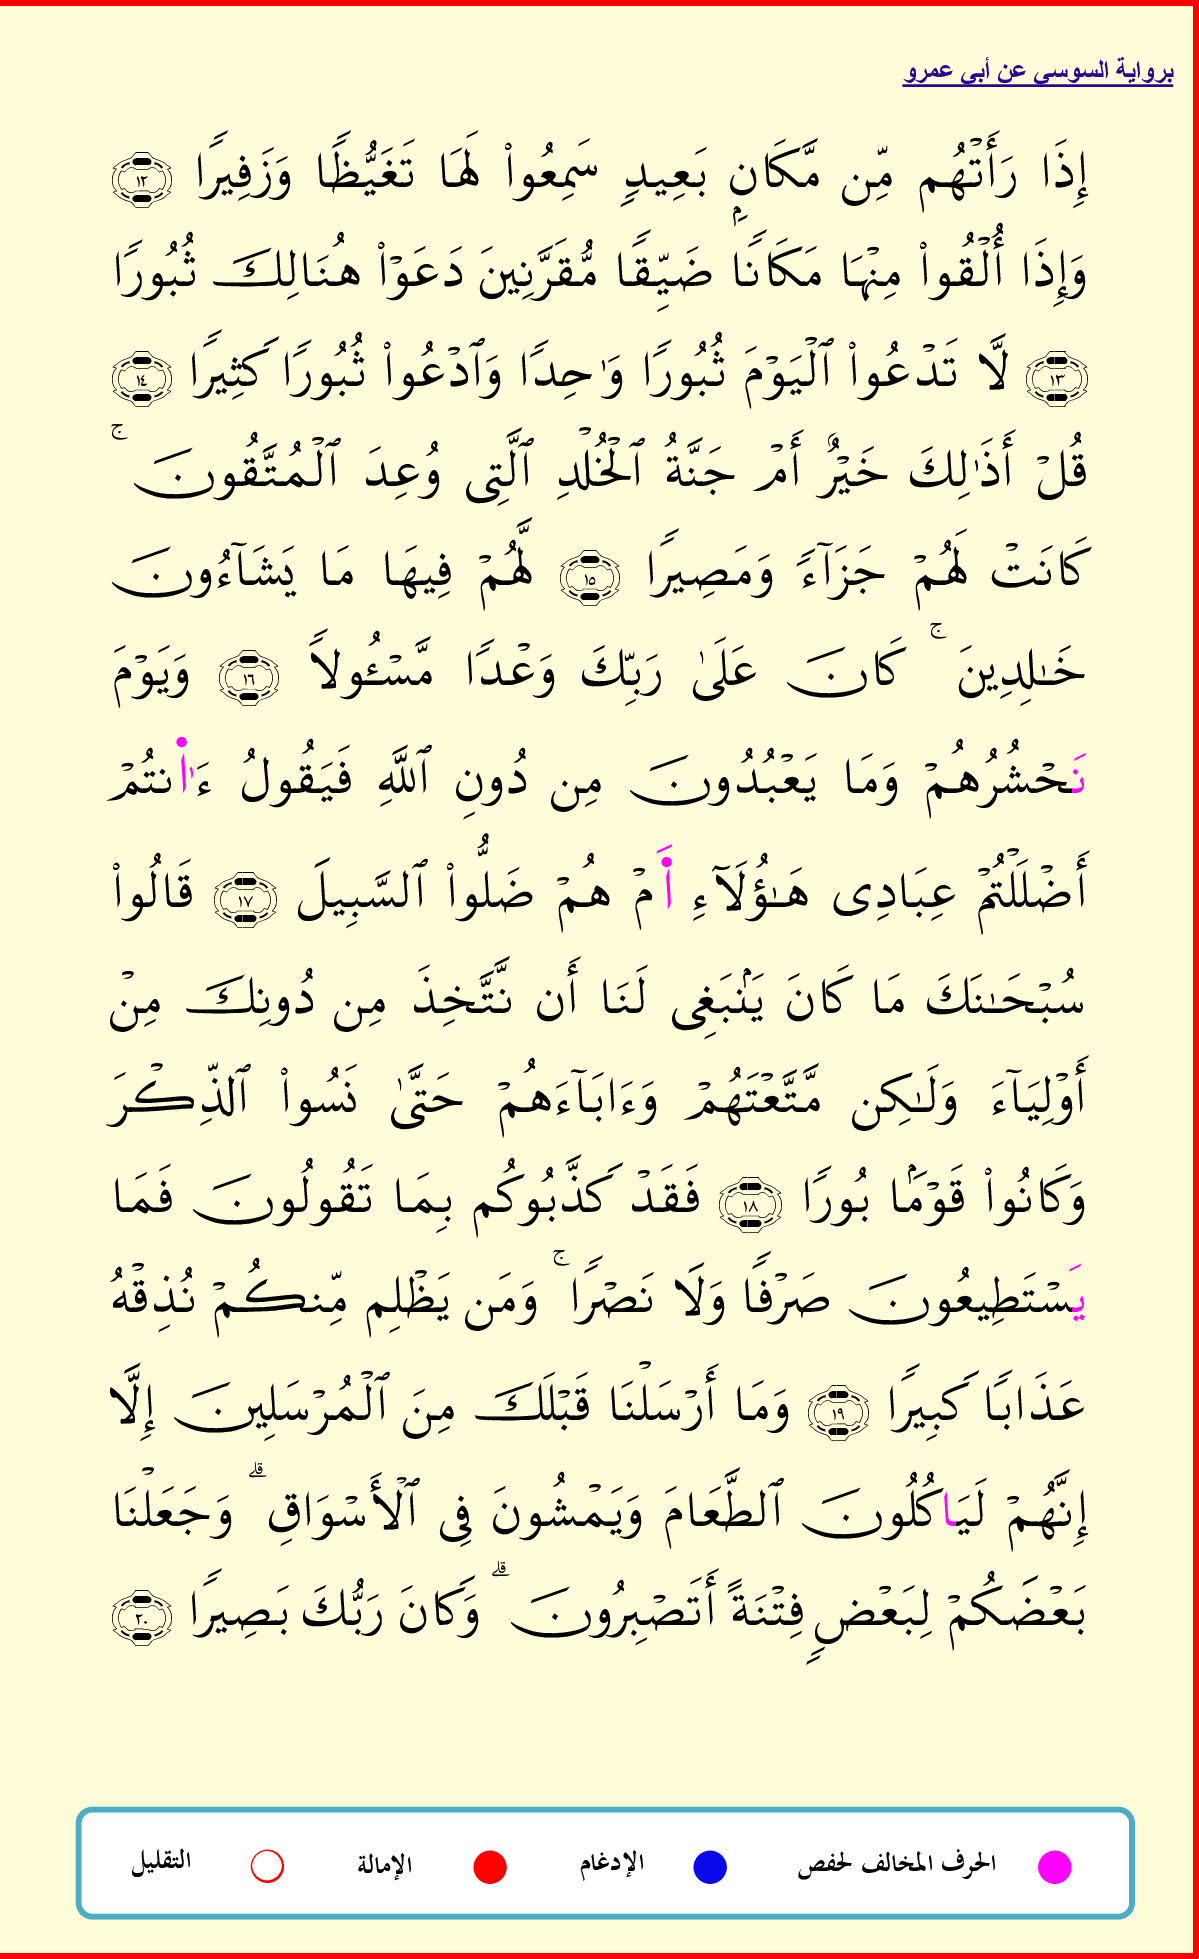 برواية السوسي عن أبي عمرو
إِذَا رَأَتْهُم مِّن مَّكَانِۭ بَعِيدٍ سَمِعُوا۟ لَهَا تَغَيُّظًا وَزَفِيرًا ١٢
وَإِذَا أُلْقُوا۟ مِنْهَا مَكَانًا ضَيِّقًا مُّقَرَّنِينَ دَعَوْا۟ هُنَالِكَ ثُبُورًا
١٣ لَّا تَدْعُوا۟ ٱلْيَوْمَ ثُبُورًا وَٰحِدًا وَٱدْعُوا۟ ثُبُورًا كَثِيرًا ١٤
قُلْ أَذَٰلِكَ خَيْرٌ أَمْ جَنَّةُ ٱلْخُلْدِ ٱلَّتِى وُعِدَ ٱلْمُتَّقُونَ ۚ
كَانَتْ لَهُمْ جَزَآءً وَمَصِيرًا ١٥ لَّهُمْ فِيهَا مَا يَشَآءُونَ
خَـٰلِدِينَ ۚ كَانَ عَلَىٰ رَبِّكَ وَعْدًا مَّسْـُٔولاً ١٦ وَيَوْمَ
نَحْشُرُهُمْ وَمَا يَعْبُدُونَ مِن دُونِ ٱللَّهِ فَيَقُولُ ءَٰا۬نتُمْ
أَضْلَلْتُمْ عِبَادِى هَـٰٓؤُلَآءِ أَمْ هُمْ ضَلُّوا۟ ٱلسَّبِيلَ ١٧ قَالُوا۟
سُبْحَـٰنَكَ مَا كَانَ يَنۢبَغِى لَنَا أَن نَّتَّخِذَ مِن دُونِكَ مِنْ
أَوْلِيَآءَ وَلَـٰكِن مَّتَّعْتَهُمْ وَءَابَآءَهُمْ حَتَّىٰ نَسُوا۟ ٱلذِّكْرَ
وَكَانُوا۟ قَوْمَۢا بُورًا ١٨ فَقَدْ كَذَّبُوكُم بِمَا تَقُولُونَ فَمَا
يَسْتَطِيعُونَ صَرْفًا وَلَا نَصْرًا ۚ وَمَن يَظْلِم مِّنكُمْ نُذِقْهُ
عَذَابًا كَبِيرًا ١٩ وَمَا أَرْسَلْنَا قَبْلَكَ مِنَ ٱلْمُرْسَلِينَ إِلَّا
إِنَّهُمْ لَيَاكُلُونَ ٱلطَّعَامَ وَيَمْشُونَ فِى ٱلْأَسْوَاقِ ۗ وَجَعَلْنَا
بَعْضَكُمْ لِبَعْضٍ فِتْنَةً أَتَصْبِرُونَ ۗ وَكَانَ رَبُّكَ بَصِيرًا ٢٠
الحرف المخالف لحفص الإدغام الإمالة التقليل